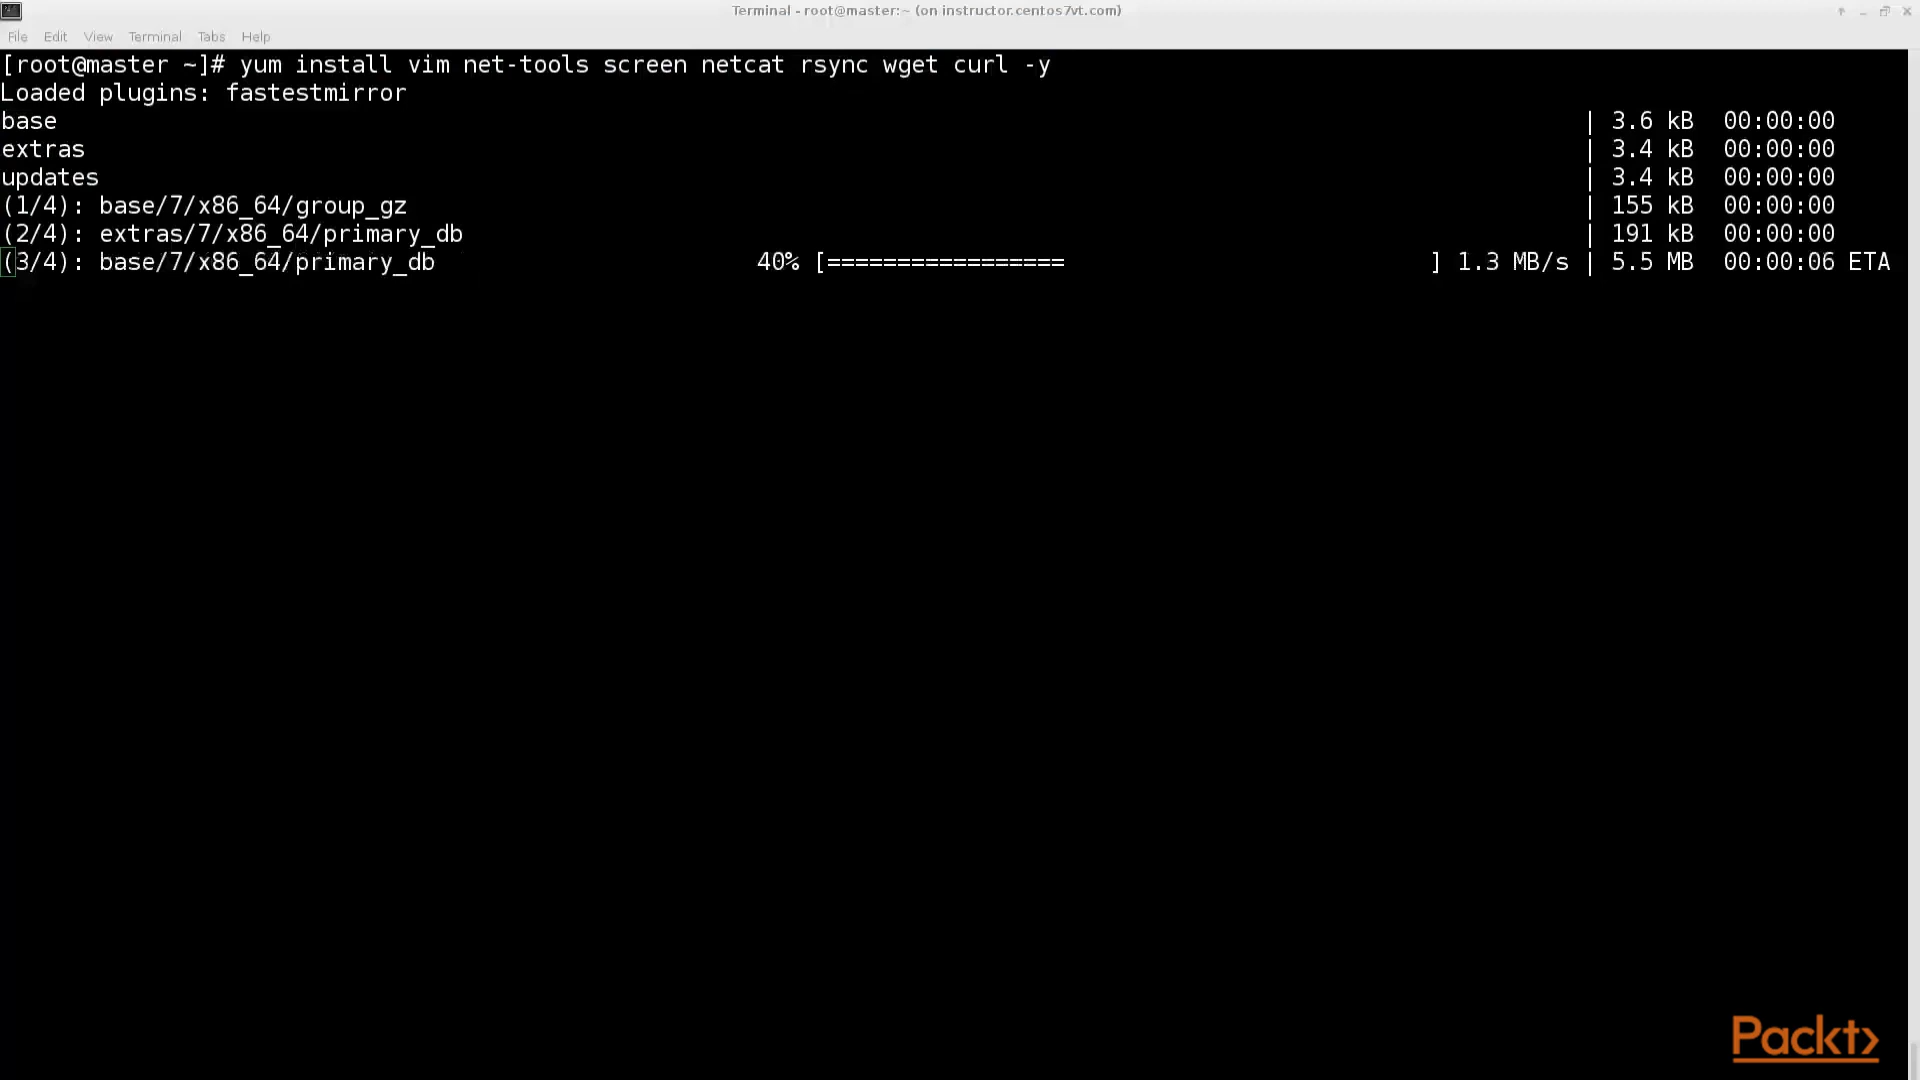 Terminal - root@master:~ (on instructor.centos7vt.com)
File Edit View Terminal Tabs Help
[root@master ~]# yum install vim net-tools screen netcat rsync wget curl -y
Loaded plugins: fastestmirror
base | 3.6 kB 00:00:00
extras | 3.4 kB 00:00:00
updates | 3.4 kB 00:00:00
(1/4): base/7/x86_64/group_gz | 155 kB 00:00:00
(2/4): extras/7/x86_64/primary_db | 191 kB 00:00:00
(3/4): base/7/x86_64/primary_db 40% [================= ] 1.3 MB/s | 5.5 MB 00:00:06 ETA
Packt>